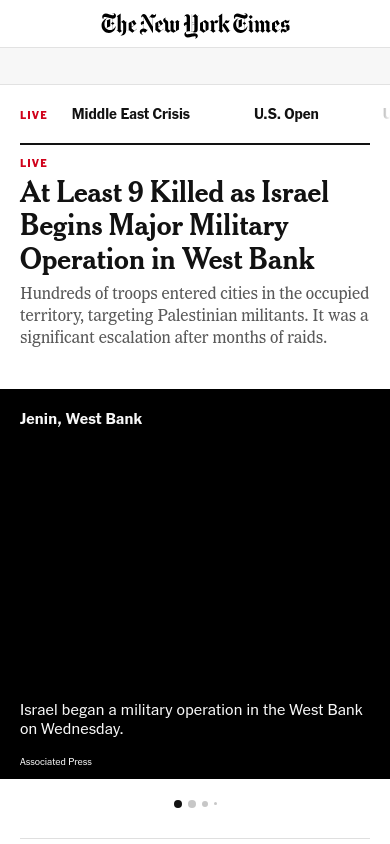 The New York Times
LIVE Middle East Crisis U.S. Open
LIVE
At Least 9 Killed as Israel
Begins Major Military
Operation in West Bank
Hundreds of troops entered cities in the occupied
territory, targeting Palestinian militants. It was a
significant escalation after months of raids.
Jenin, West Bank
Israel began a military operation in the West Bank
on Wednesday.
Associated Press